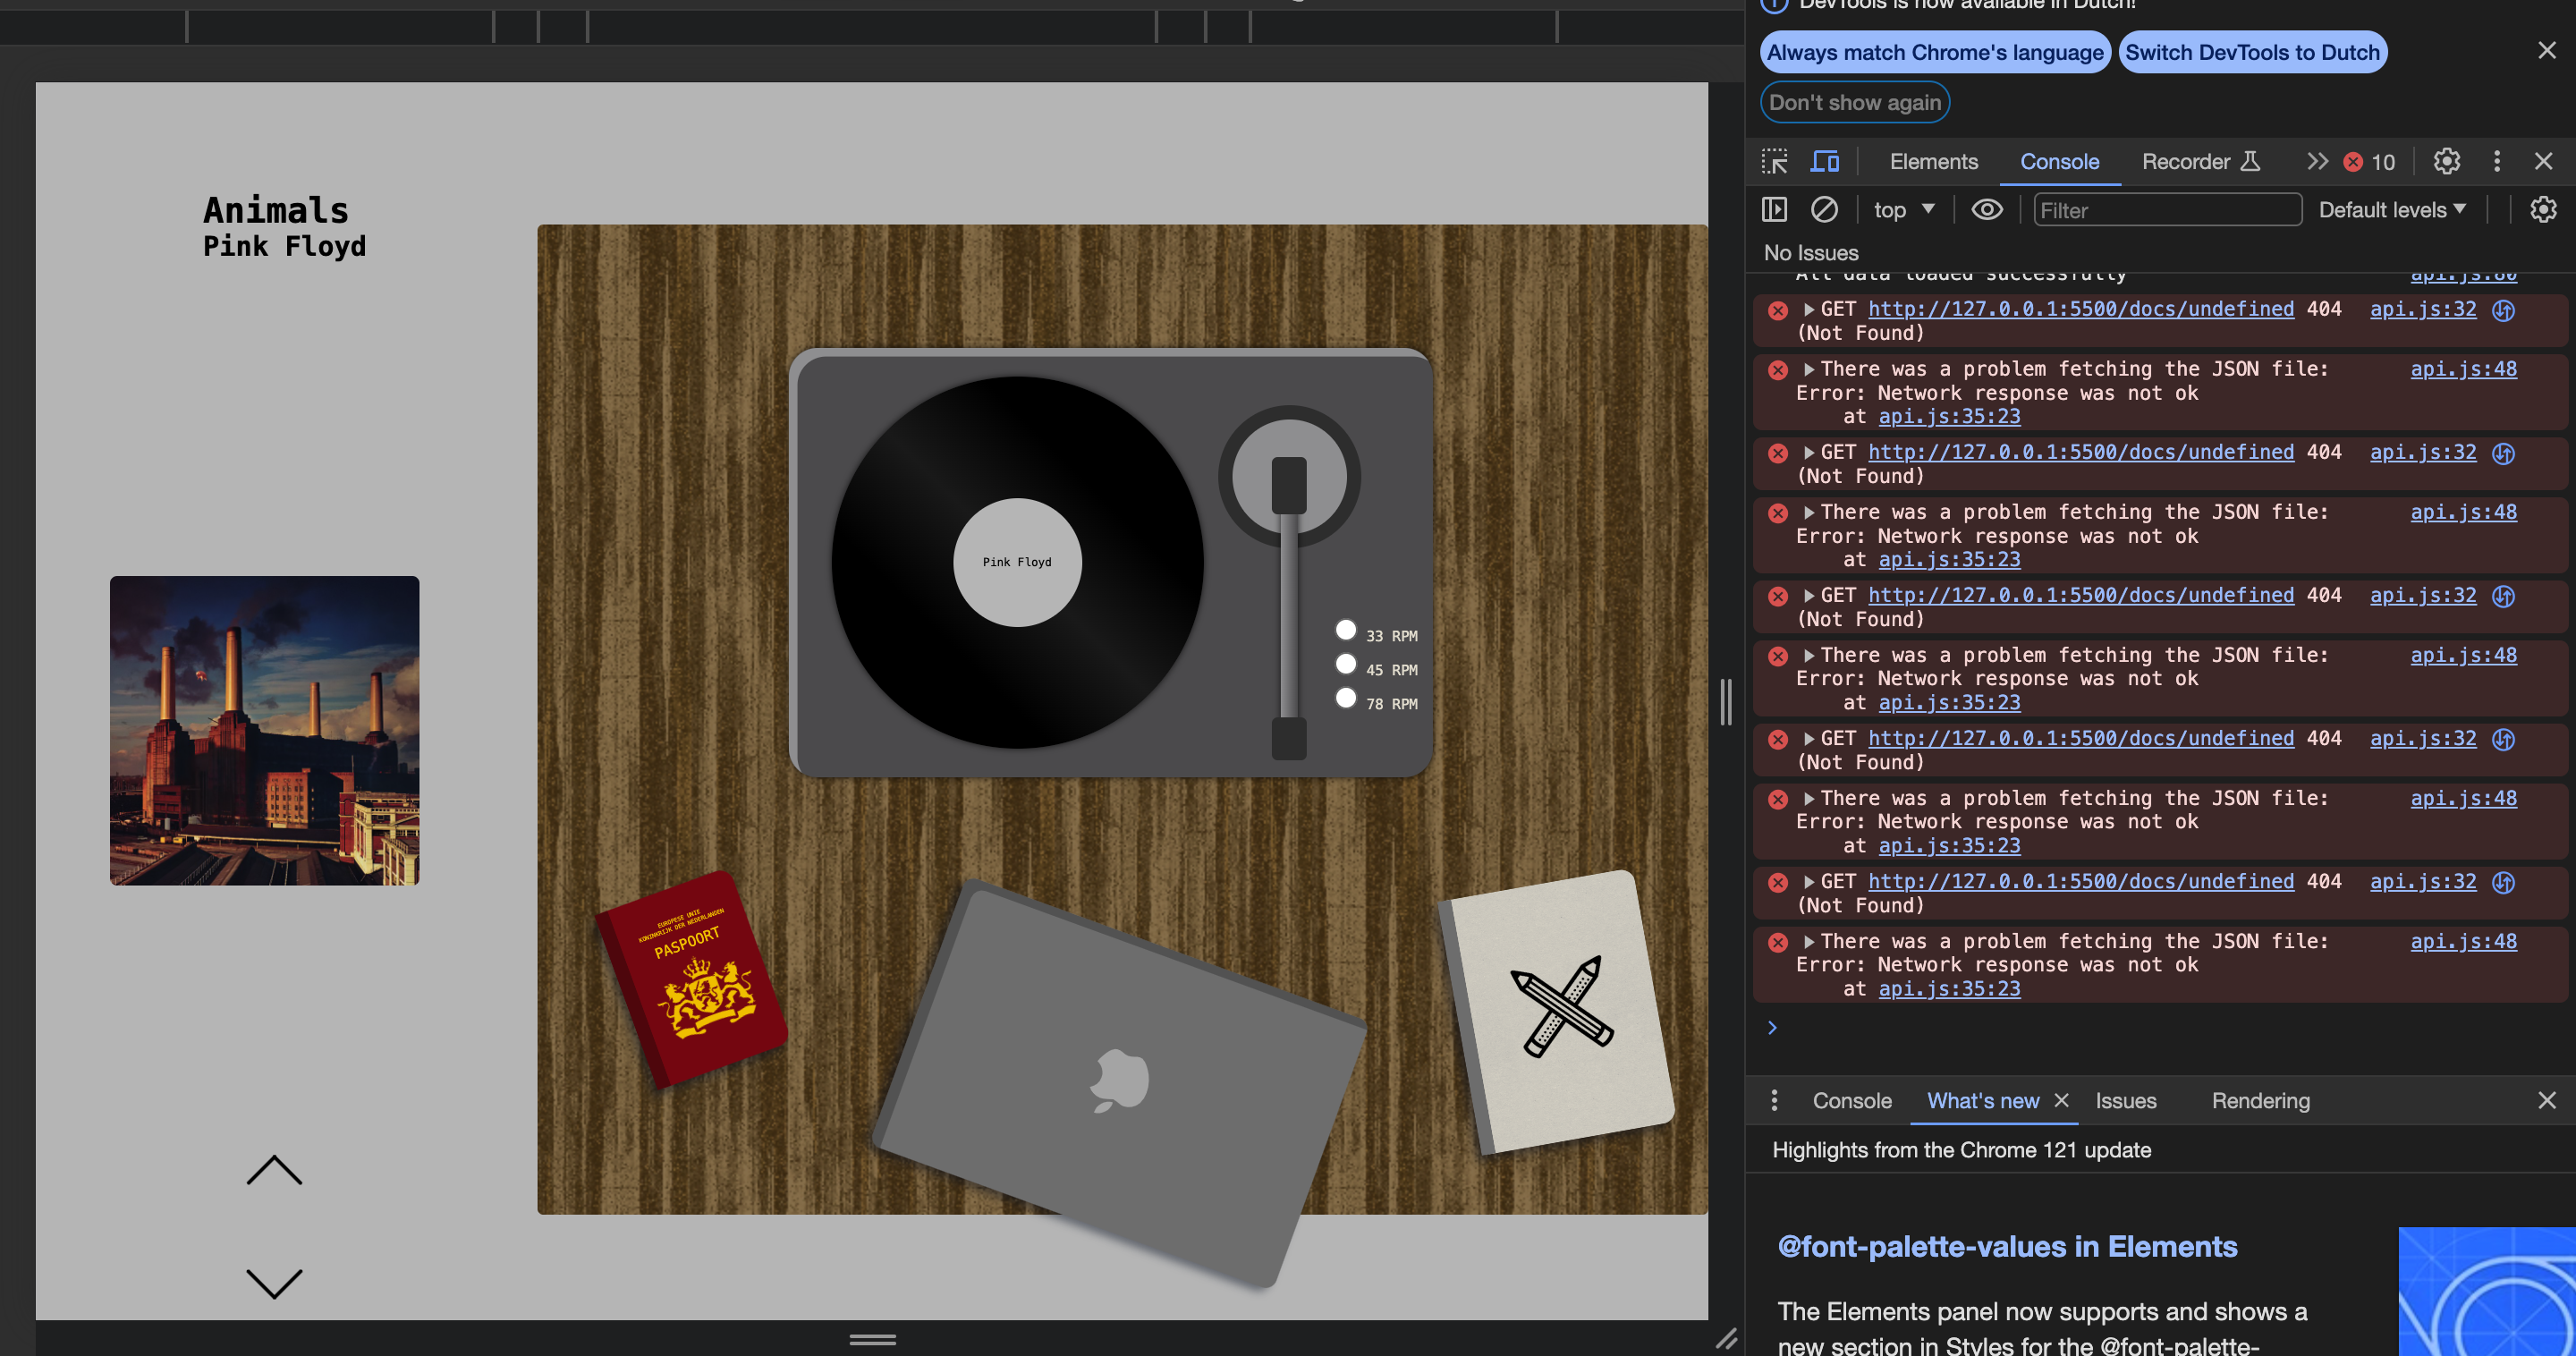 Animals
Pink Floyd
Pink Floyd
33 RPM
45 RPM
78 RPM
EUROPESE UNIE
KONINKRIJK DER NEDERLANDEN
PASPOORT
DevTools is now available in Dutch!
Always match Chrome's language
Switch DevTools to Dutch
Don't show again
Elements
Console
Recorder
10
top
Filter
Default levels
No Issues
All data loaded successfully api.js:80
GET http://127.0.0.1:5500/docs/undefined 404 api.js:32
(Not Found)
There was a problem fetching the JSON file: api.js:48
Error: Network response was not ok
at api.js:35:23
GET http://127.0.0.1:5500/docs/undefined 404 api.js:32
(Not Found)
There was a problem fetching the JSON file: api.js:48
Error: Network response was not ok
at api.js:35:23
GET http://127.0.0.1:5500/docs/undefined 404 api.js:32
(Not Found)
There was a problem fetching the JSON file: api.js:48
Error: Network response was not ok
at api.js:35:23
GET http://127.0.0.1:5500/docs/undefined 404 api.js:32
(Not Found)
There was a problem fetching the JSON file: api.js:48
Error: Network response was not ok
at api.js:35:23
GET http://127.0.0.1:5500/docs/undefined 404 api.js:32
(Not Found)
There was a problem fetching the JSON file: api.js:48
Error: Network response was not ok
at api.js:35:23
Console
What's new
Issues
Rendering
Highlights from the Chrome 121 update
@font-palette-values in Elements
The Elements panel now supports and shows a
new section in Styles for the @font-palette-